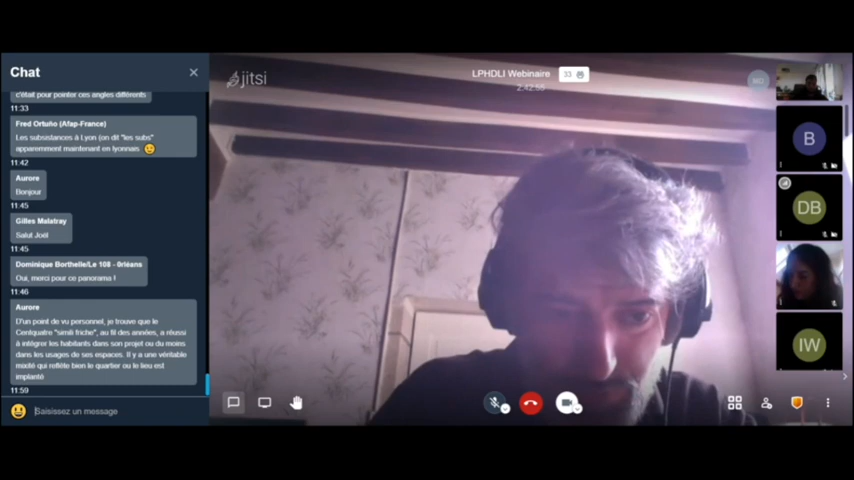 Chat
c'était pour pointer ces angles différents
11:33
Fred Ortuño (Afap-France)
Les subsistances à Lyon (on dit "les subs"
apparemment maintenant en lyonnais
11:42
Aurore
Bonjour
11:45
Gilles Malatray
Salut Joël
11:45
Dominique Borthelle/Le 108 - Orléans
Oui, merci pour ce panorama !
11:46
Aurore
D'un point de vu personnel, je trouve que le
Centquatre "simili friche", au fil des années, a réussi
à intégrer les habitants dans son projet ou du moins
dans les usages de ses espaces. Il y a une véritable
mixité qui reflète bien le quartier ou le lieu est
implanté
11:59
Saisissez un message
jitsi
LPHDLI Webinaire
33
2:42:55
B
DB
IW